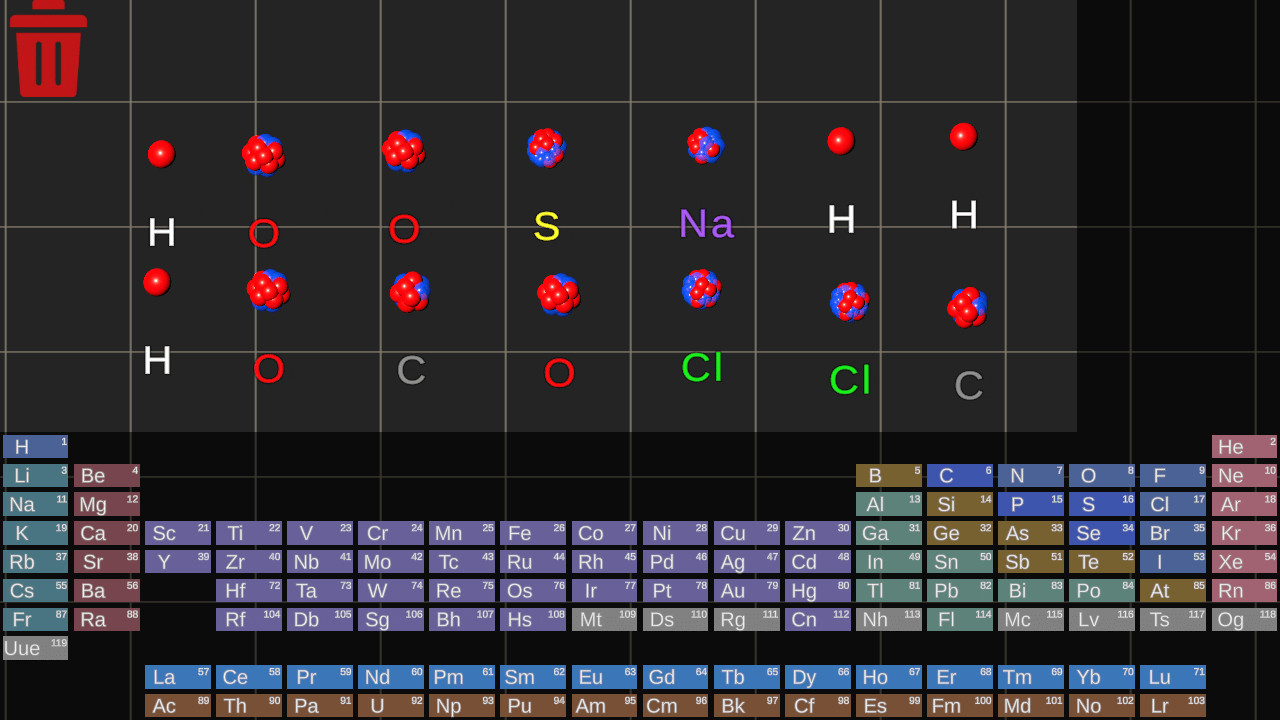 H O O S Na H H
H O C O Cl Cl C
H 1 He 2
Li 3 Be 4 B 5 C 6 N 7 O 8 F 9 Ne 10
Na 11 Mg 12 Al 13 Si 14 P 15 S 16 Cl 17 Ar 18
K 19 Ca 20 Sc 21 Ti 22 V 23 Cr 24 Mn 25 Fe 26 Co 27 Ni 28 Cu 29 Zn 30 Ga 31 Ge 32 As 33 Se 34 Br 35 Kr 36
Rb 37 Sr 38 Y 39 Zr 40 Nb 41 Mo 42 Tc 43 Ru 44 Rh 45 Pd 46 Ag 47 Cd 48 In 49 Sn 50 Sb 51 Te 52 I 53 Xe 54
Cs 55 Ba 56 Hf 72 Ta 73 W 74 Re 75 Os 76 Ir 77 Pt 78 Au 79 Hg 80 Tl 81 Pb 82 Bi 83 Po 84 At 85 Rn 86
Fr 87 Ra 88 Rf 104 Db 105 Sg 106 Bh 107 Hs 108 Mt 109 Ds 110 Rg 111 Cn 112 Nh 113 Fl 114 Mc 115 Lv 116 Ts 117 Og 118
Uue 119
La 57 Ce 58 Pr 59 Nd 60 Pm 61 Sm 62 Eu 63 Gd 64 Tb 65 Dy 66 Ho 67 Er 68 Tm 69 Yb 70 Lu 71
Ac 89 Th 90 Pa 91 U 92 Np 93 Pu 94 Am 95 Cm 96 Bk 97 Cf 98 Es 99 Fm 100 Md 101 No 102 Lr 103